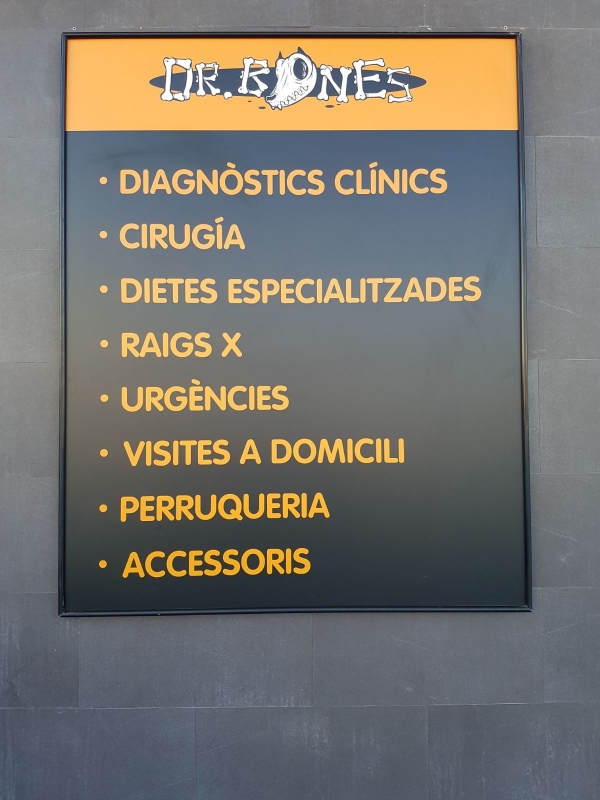 DR. BONES
• DIAGNÒSTICS CLÍNICS
• CIRUGÍA
• DIETES ESPECIALITZADES
• RAIGS X
• URGÈNCIES
• VISITES A DOMICILI
• PERRUQUERIA
• ACCESSORIS